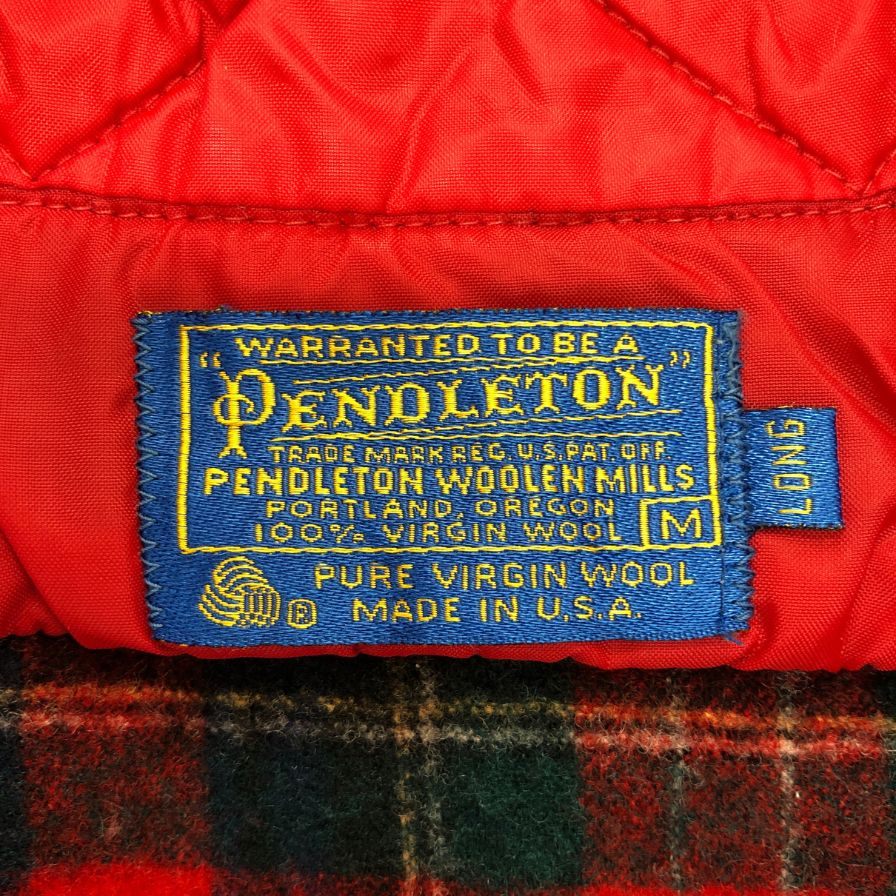 WARRANTED TO BE A
"PENDLETON"
TRADE MARK REG. U.S. PAT. OFF.
PENDLETON WOOLEN MILLS
PORTLAND, OREGON
100% VIRGIN WOOL M
PURE VIRGIN WOOL
® MADE IN U.S.A.
LONG